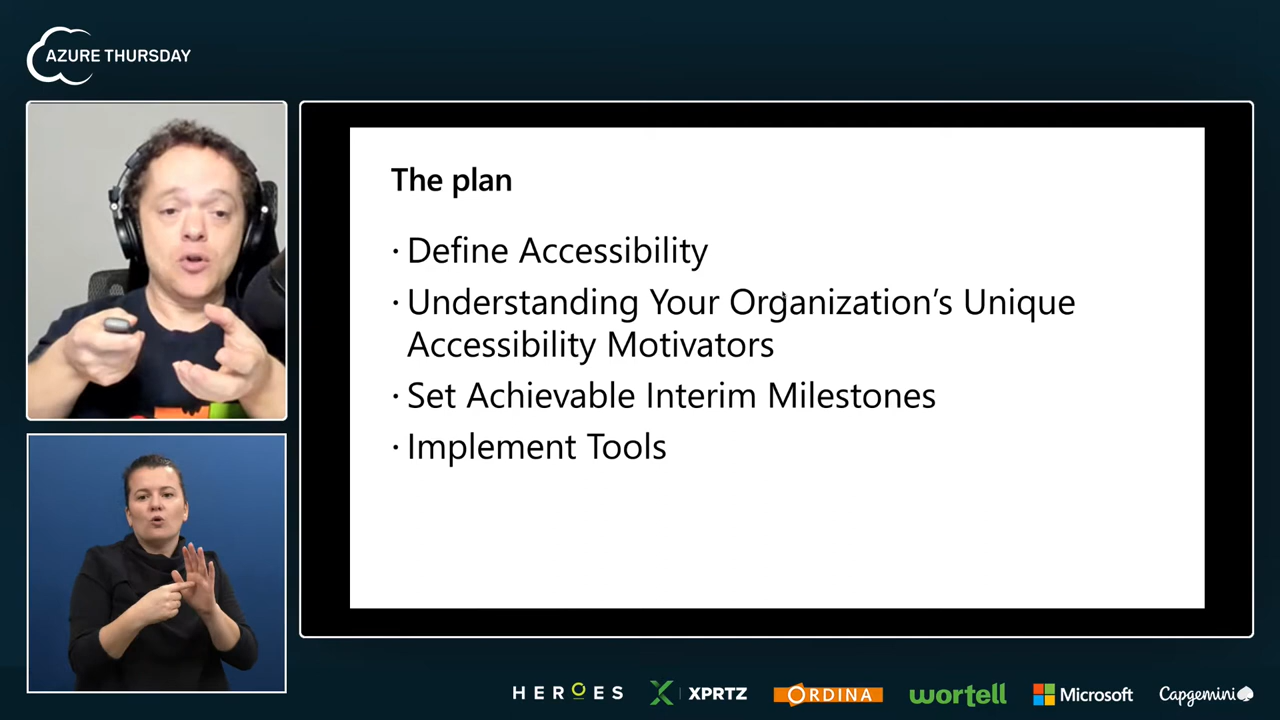 AZURE THURSDAY
The plan
· Define Accessibility
· Understanding Your Organization’s Unique
Accessibility Motivators
· Set Achievable Interim Milestones
· Implement Tools
HEROES XPRTZ ORDINA wortell Microsoft Capgemini